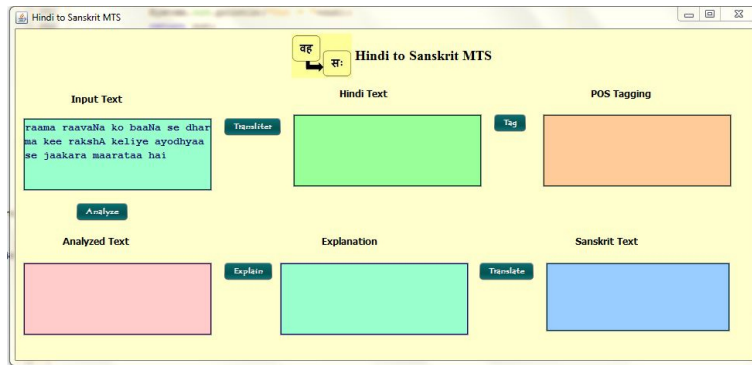 Hindi to Sanskrit MTS
वह
सः
Hindi to Sanskrit MTS
Input Text
Hindi Text
POS Tagging
raama raavaNa ko baaNa se dhar
ma kee rakshA keliye ayodhyaa
se jaakara maarataa hai
Transliter
Tag
Analyze
Analyzed Text
Explanation
Sanskrit Text
Explain
Translate